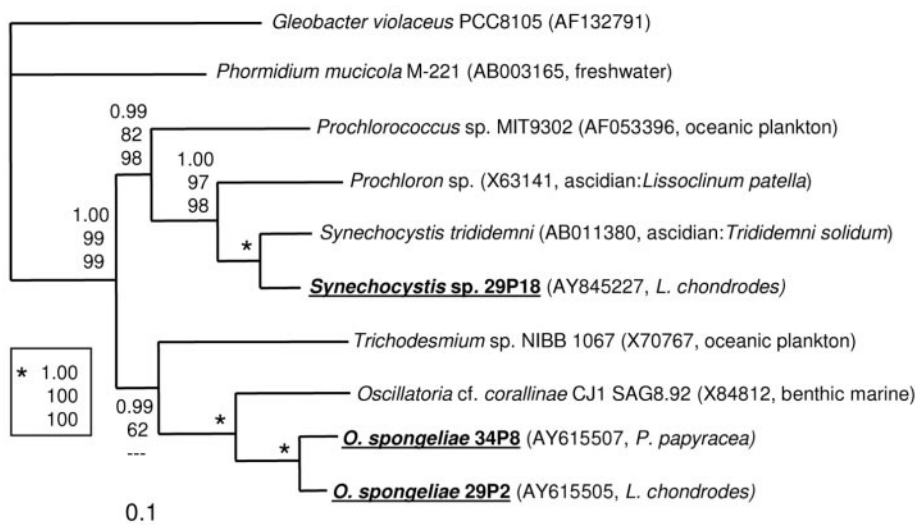 Gleobacter violaceus PCC8105 (AF132791)
Phormidium mucicola M-221 (AB003165, freshwater)
0.99
82
98
Prochlorococcus sp. MIT9302 (AF053396, oceanic plankton)
1.00
97
98
Prochloron sp. (X63141, ascidian:Lissoclinum patella)
1.00
99
99
* Synechocystis trididemni (AB011380, ascidian:Trididemni solidum)
Synechocystis sp. 29P18 (AY845227, L. chondrodes)
Trichodesmium sp. NIBB 1067 (X70767, oceanic plankton)
* 1.00
100
100
0.99
62
---
* Oscillatoria cf. corallinae CJ1 SAG8.92 (X84812, benthic marine)
* O. spongeliae 34P8 (AY615507, P. papyracea)
O. spongeliae 29P2 (AY615505, L. chondrodes)
0.1